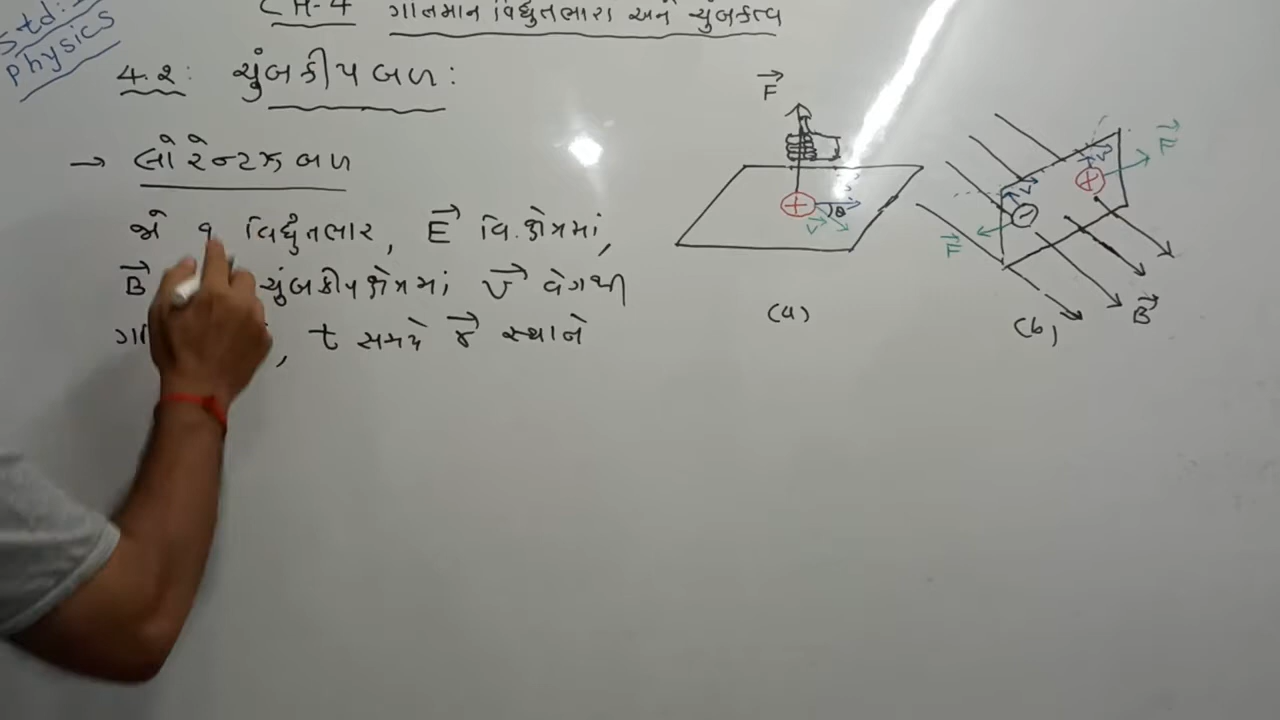 Std:
Physics
CH-4 ગતિમાન વિદ્યુતભારો અને ચુંબકત્વ
4.2: ચુંબકીય બળ:
→ લોરેન્ટ્ઝ બળ
જો q વિદ્યુતભાર, E વિ.ક્ષેત્રમાં,
B ચુંબકીયક્ષેત્રમાં v વેગથી
, t સમયે r સ્થાને
F
+
θ
v
(a)
F
v
+
v
−
F
B
(b)